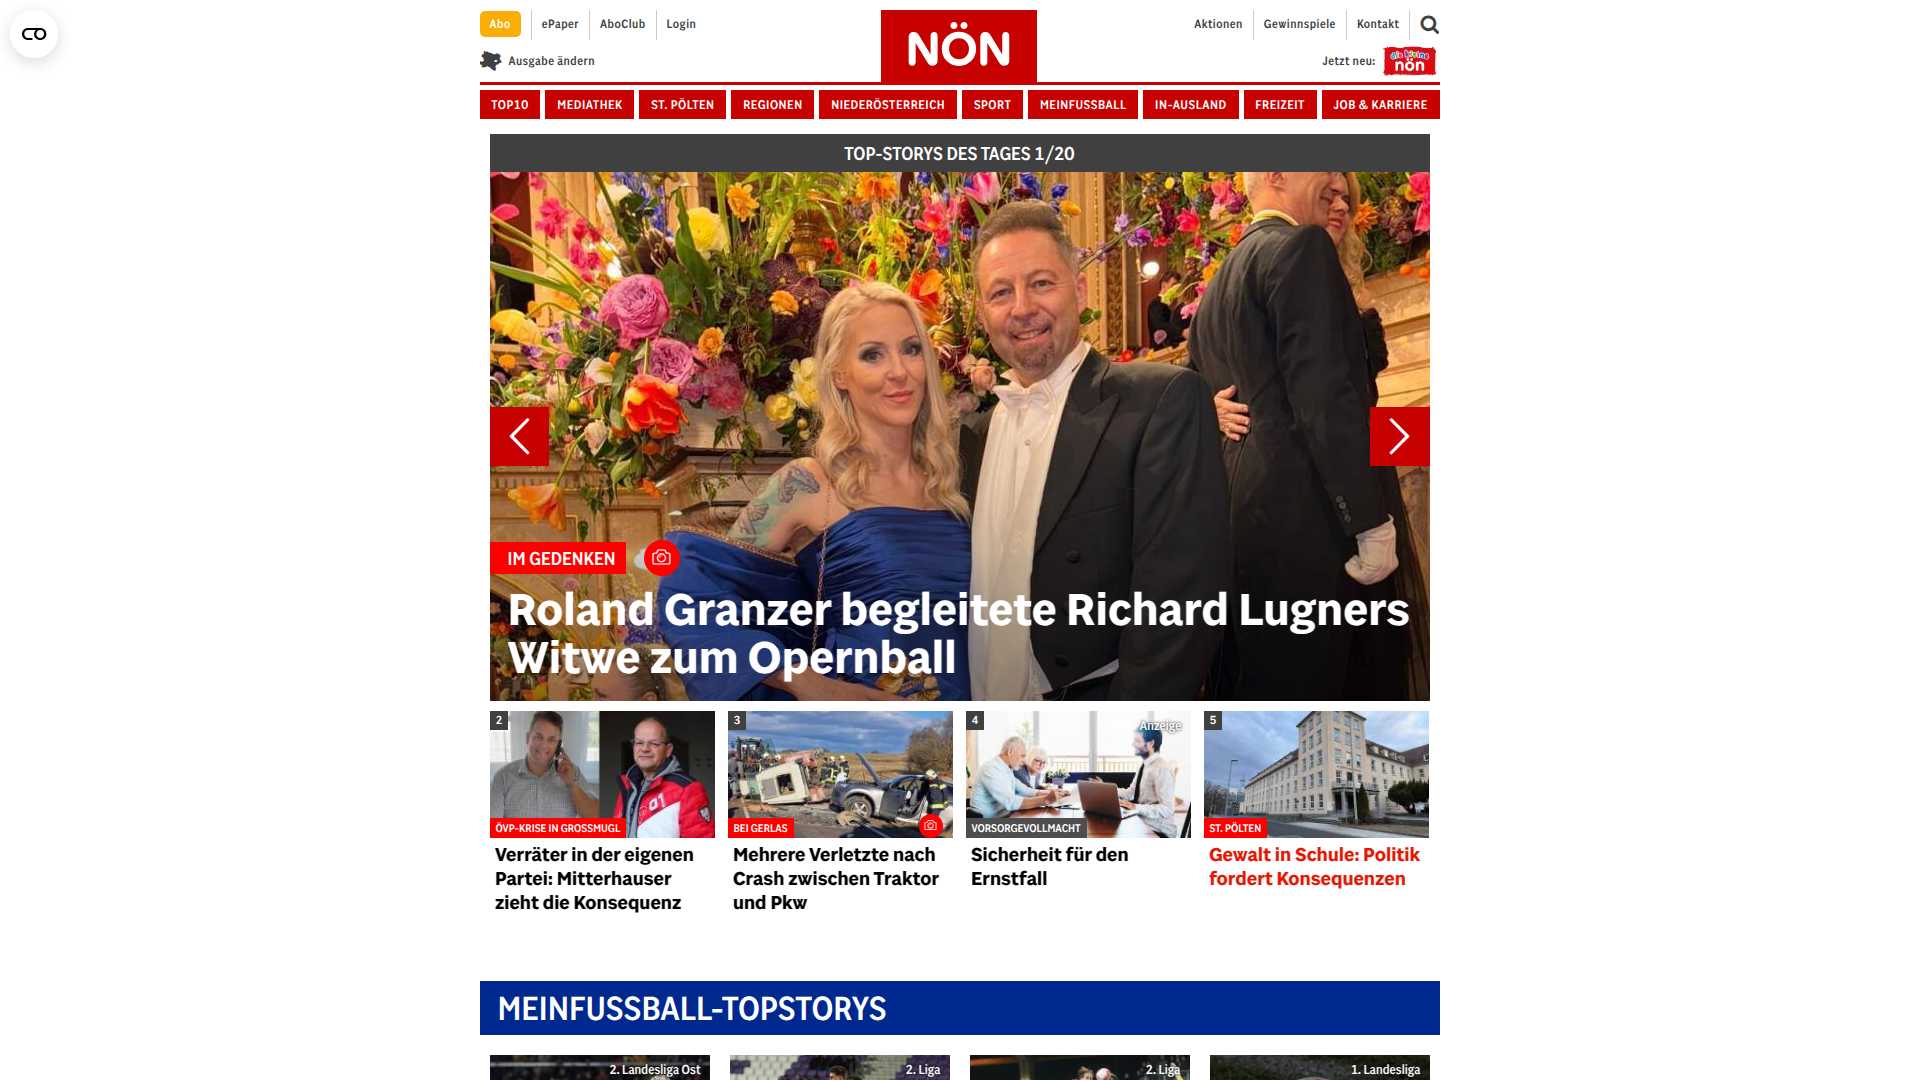 Abo
ePaper
AboClub
Login
NÖN
Aktionen
Gewinnspiele
Kontakt
Ausgabe ändern
Jetzt neu:
die kleine
nön
TOP10
MEDIATHEK
ST. PÖLTEN
REGIONEN
NIEDERÖSTERREICH
SPORT
MEINFUSSBALL
IN-AUSLAND
FREIZEIT
JOB & KARRIERE
TOP-STORYS DES TAGES 1/20
IM GEDENKEN
Roland Granzer begleitete Richard Lugners
Witwe zum Opernball
2
ÖVP-KRISE IN GROSSMUGL
Verräter in der eigenen
Partei: Mitterhauser
zieht die Konsequenz
3
BEI GERLAS
Mehrere Verletzte nach
Crash zwischen Traktor
und Pkw
4
Anzeige
VORSORGEVOLLMACHT
Sicherheit für den
Ernstfall
5
ST. PÖLTEN
Gewalt in Schule: Politik
fordert Konsequenzen
MEINFUSSBALL-TOPSTORYS
2. Landesliga Ost
2. Liga
2. Liga
1. Landesliga